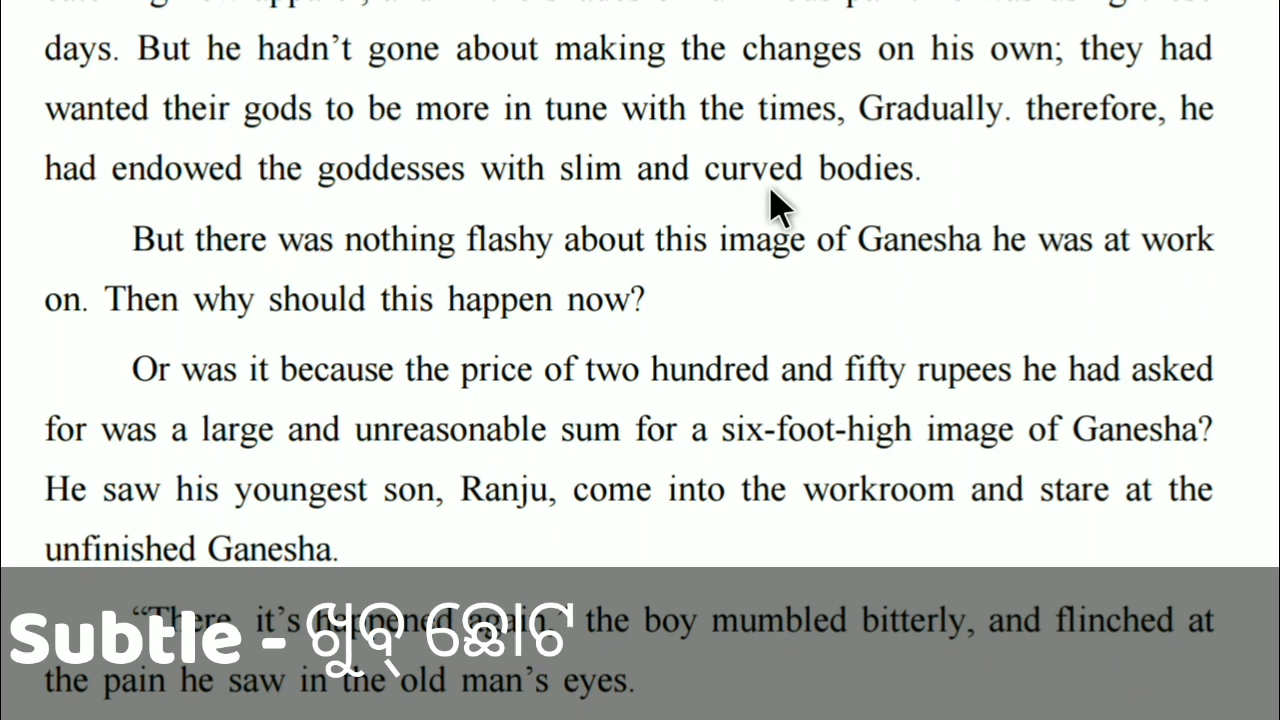 days. But he hadn’t gone about making the changes on his own; they had
wanted their gods to be more in tune with the times, Gradually. therefore, he
had endowed the goddesses with slim and curved bodies.
But there was nothing flashy about this image of Ganesha he was at work
on. Then why should this happen now?
Or was it because the price of two hundred and fifty rupees he had asked
for was a large and unreasonable sum for a six-foot-high image of Ganesha?
He saw his youngest son, Ranju, come into the workroom and stare at the
unfinished Ganesha.
“There, it’s happened again,” the boy mumbled bitterly, and flinched at
Subtle - ଖୁବ୍ ଛୋଟ
the pain he saw in the old man’s eyes.